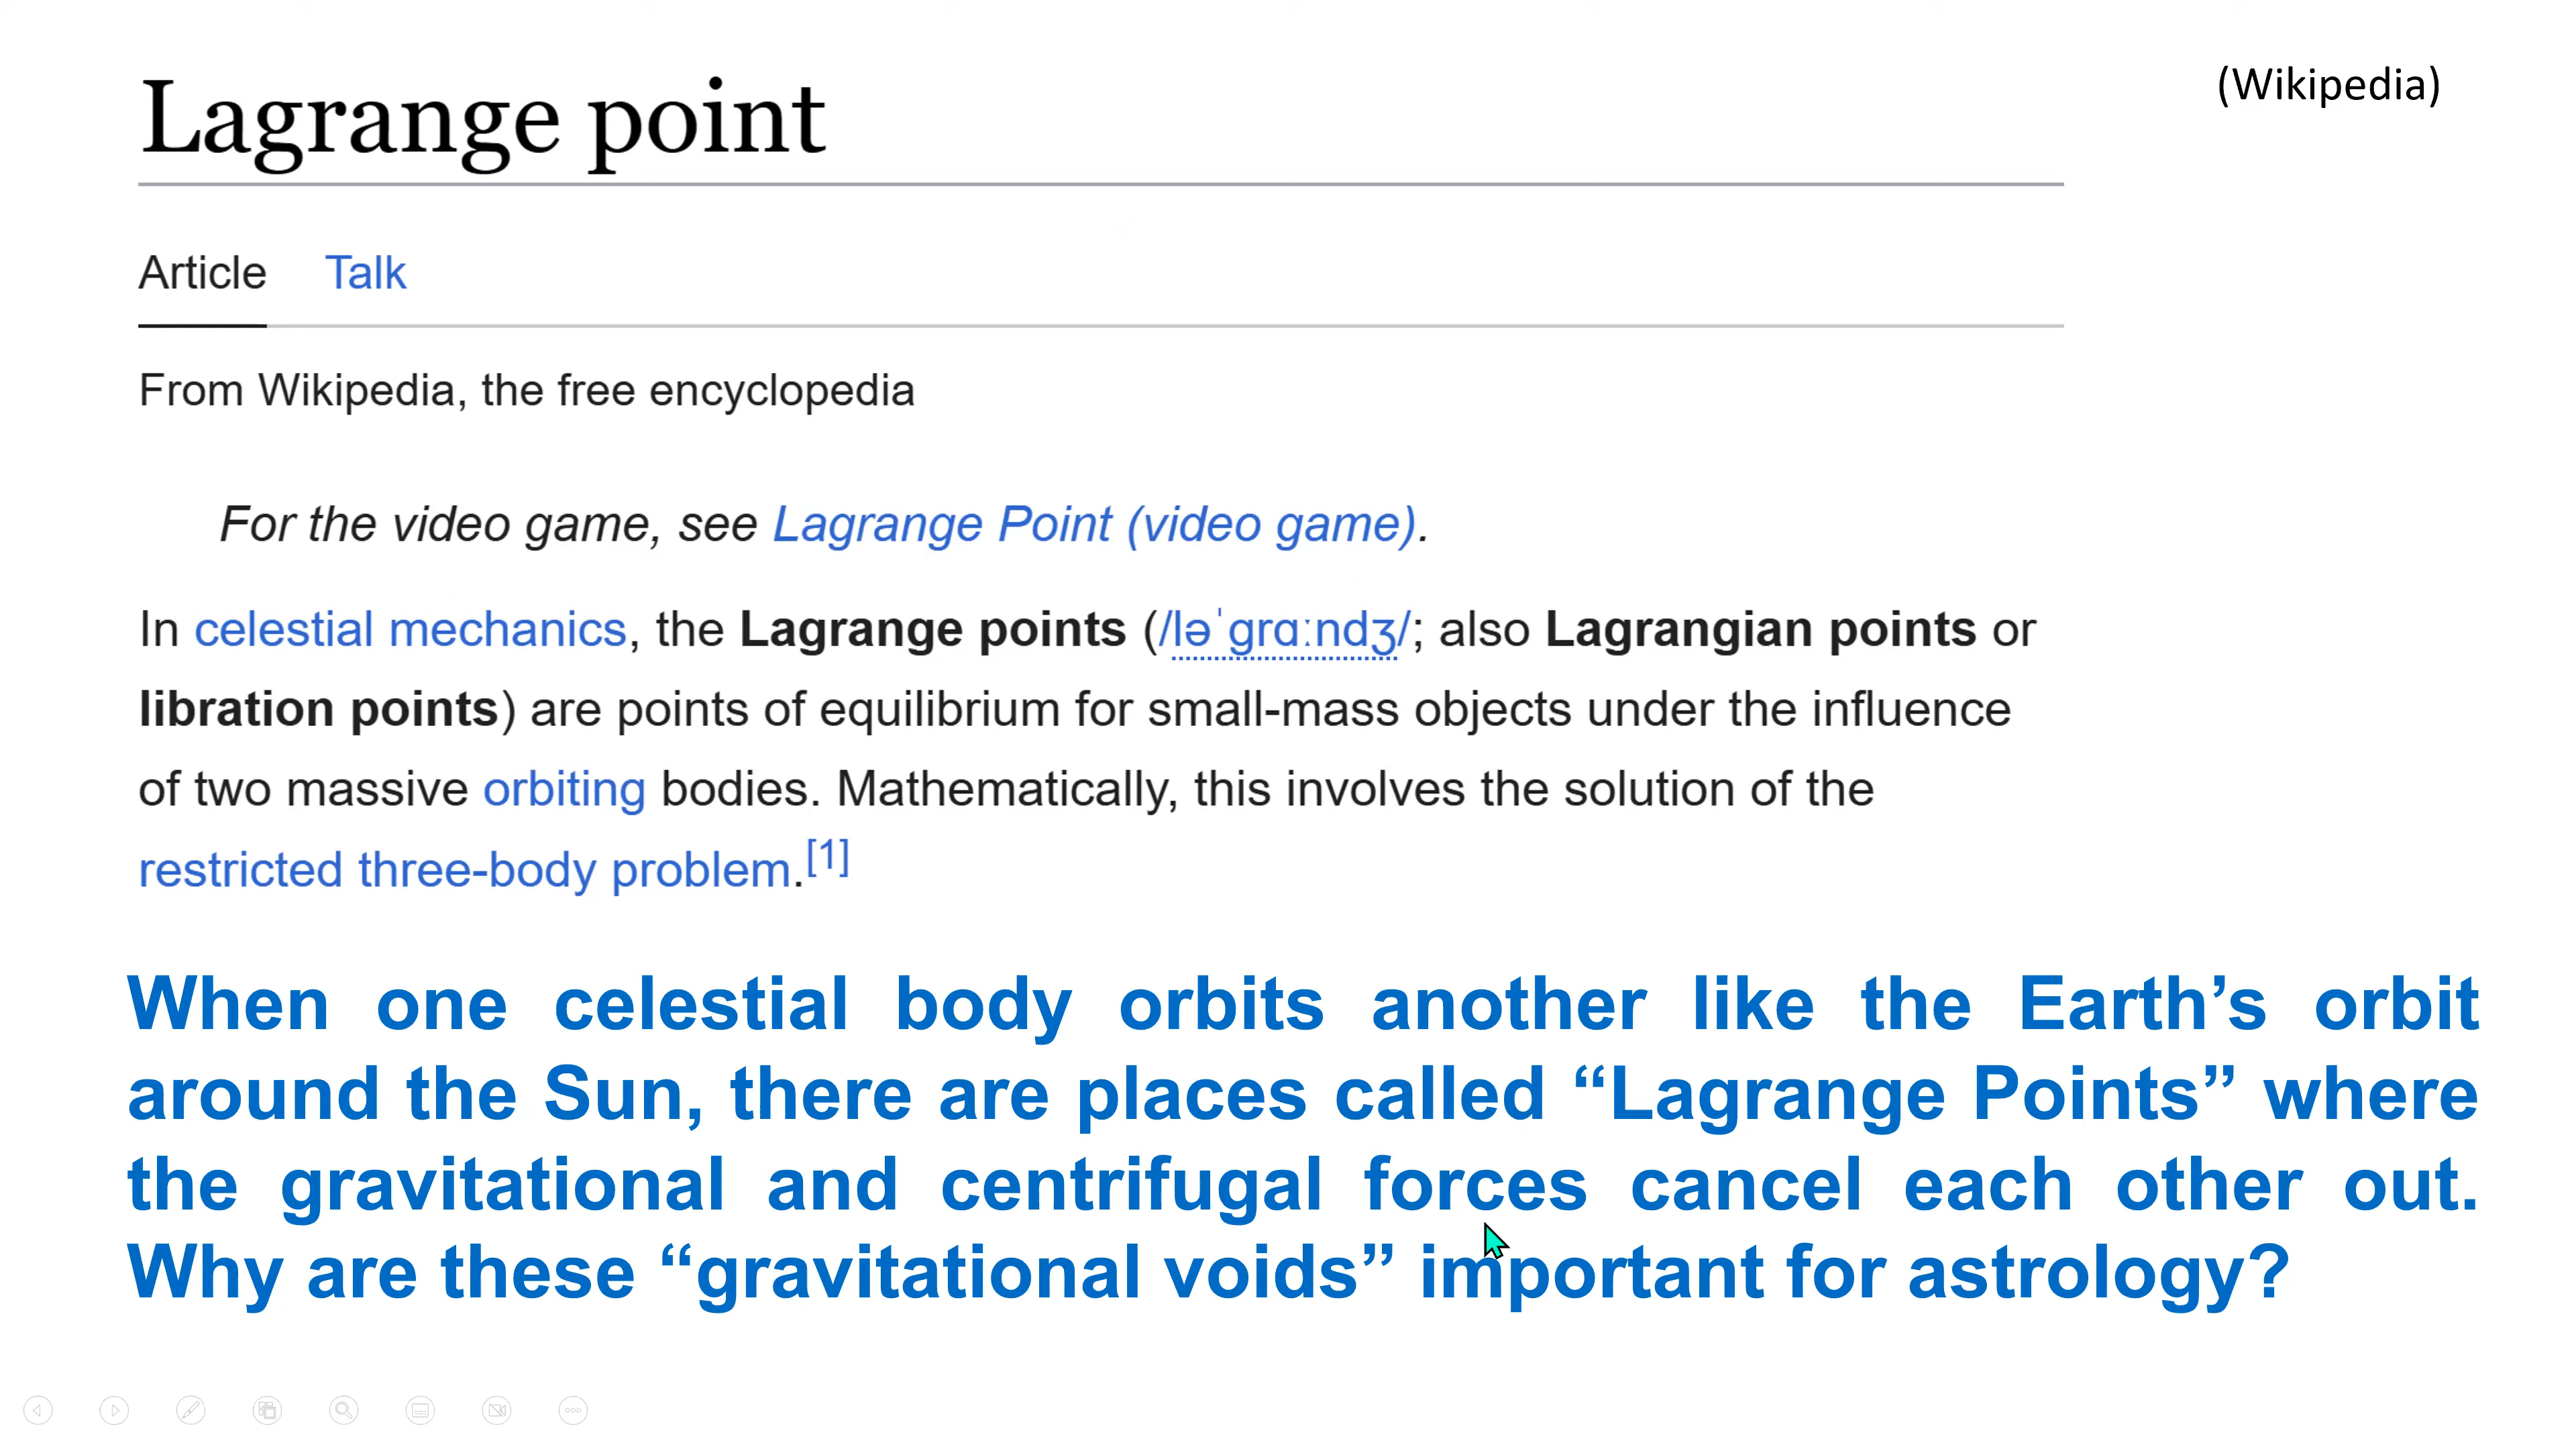 Lagrange point
(Wikipedia)
Article Talk
From Wikipedia, the free encyclopedia
For the video game, see Lagrange Point (video game).
In celestial mechanics, the Lagrange points (/ləˈɡrɑːndʒ/; also Lagrangian points or
libration points) are points of equilibrium for small-mass objects under the influence
of two massive orbiting bodies. Mathematically, this involves the solution of the
restricted three-body problem.[1]
When one celestial body orbits another like the Earth’s orbit
around the Sun, there are places called “Lagrange Points” where
the gravitational and centrifugal forces cancel each other out.
Why are these “gravitational voids” important for astrology?